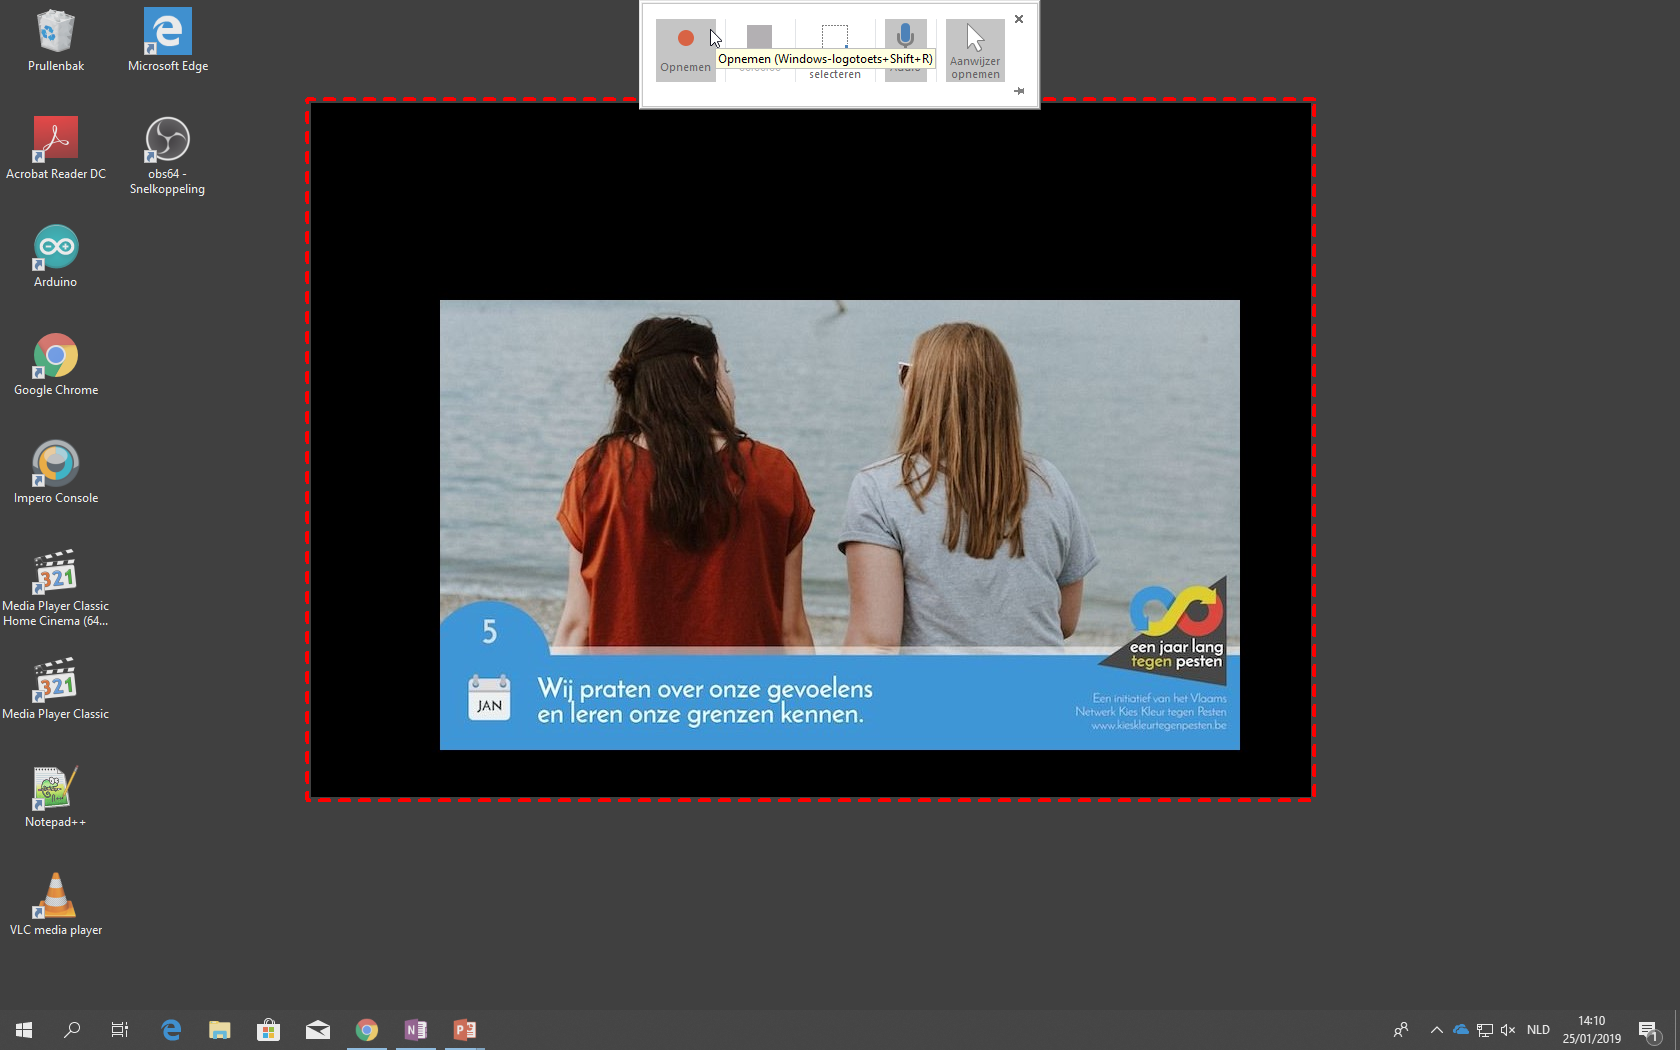 Prullenbak
Microsoft Edge
Acrobat Reader DC
obs64 -
Snelkoppeling
Arduino
Google Chrome
Impero Console
321
Media Player Classic
Home Cinema (64...
321
Media Player Classic
Notepad++
VLC media player
Opnemen
Opnemen (Windows-logotoets+Shift+R)
selecteren
Aanwijzer
opnemen
5
JAN
Wij praten over onze gevoelens
en leren onze grenzen kennen.
een jaar lang
tegen pesten
Een initiatief van het Vlaams
Netwerk Kies Kleur tegen Pesten
www.kieskleurtegenpesten.be
NLD
14:10
25/01/2019
1